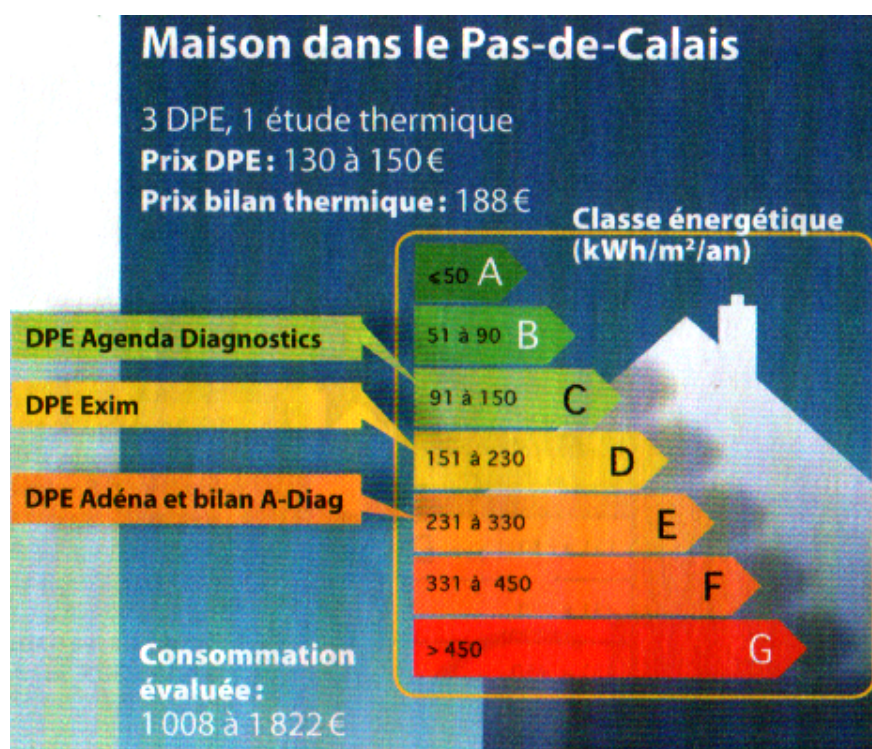 Maison dans le Pas-de-Calais
3 DPE, 1 étude thermique
Prix DPE : 130 à 150 €
Prix bilan thermique : 188 €
Classe énergétique
(kWh/m²/an)
⩽50 A
DPE Agenda Diagnostics
51 à 90 B
DPE Exim
91 à 150 C
151 à 230 D
DPE Adéna et bilan A-Diag
231 à 330 E
331 à 450 F
> 450 G
Consommation
évaluée :
1 008 à 1 822 €